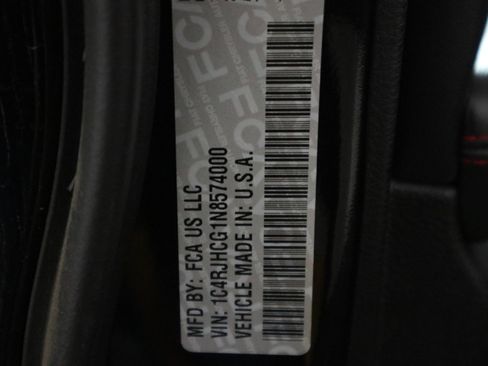 MFD BY: FCA US LLC
VIN: 1C4RJHCG1N8574000
VEHICLE MADE IN: U.S.A.